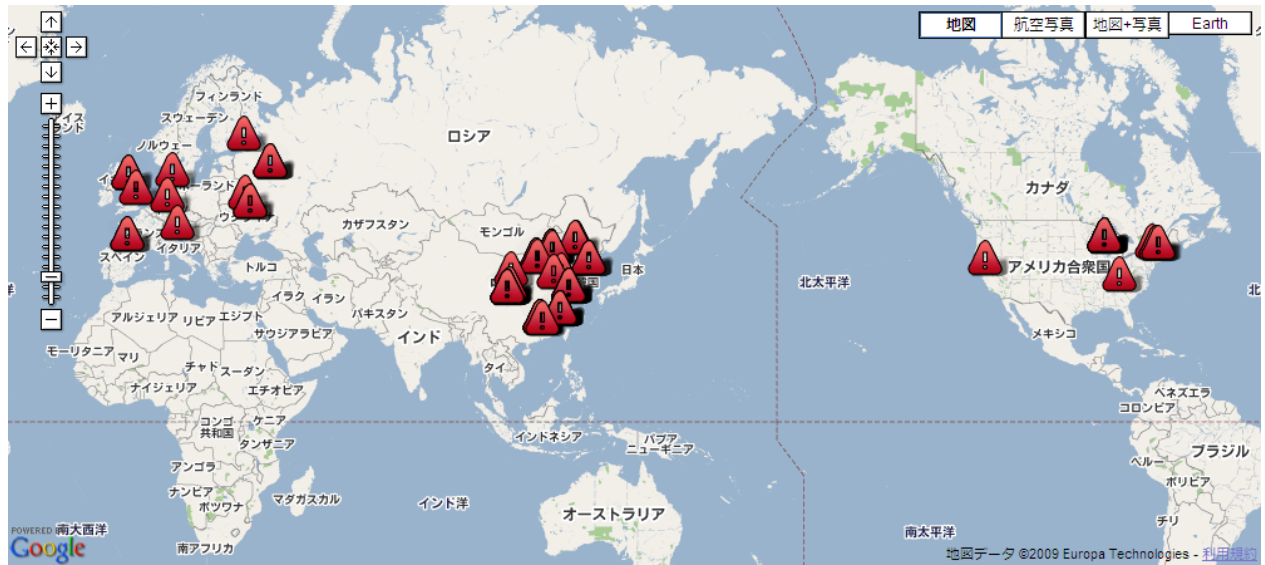 地図 航空写真 地図+写真 Earth
フィンランド
スウェーデン
ノルウェー
ロシア
カナダ
カザフスタン
モンゴル
イタリア
スペイン
トルコ
日本
アメリカ合衆国
北太平洋
イラク イラン
パキスタン
アルジェリア リビア エジプト
サウジアラビア
インド
メキシコ
モーリタニア マリ
チャド スーダン
タイ
ナイジェリア
エチオピア
ベネズエラ
コロンビア
コンゴ
共和国
ケニア
タンザニア
インドネシア
パプア
ニューギニア
ブラジル
ペルー
アンゴラ
ボリビア
ナンビア
ボツワナ
マダガスカル
インド洋
オーストラリア
チリ
POWERED
Google
南大西洋
南アフリカ
南太平洋
地図データ ©2009 Europa Technologies - 利用規約